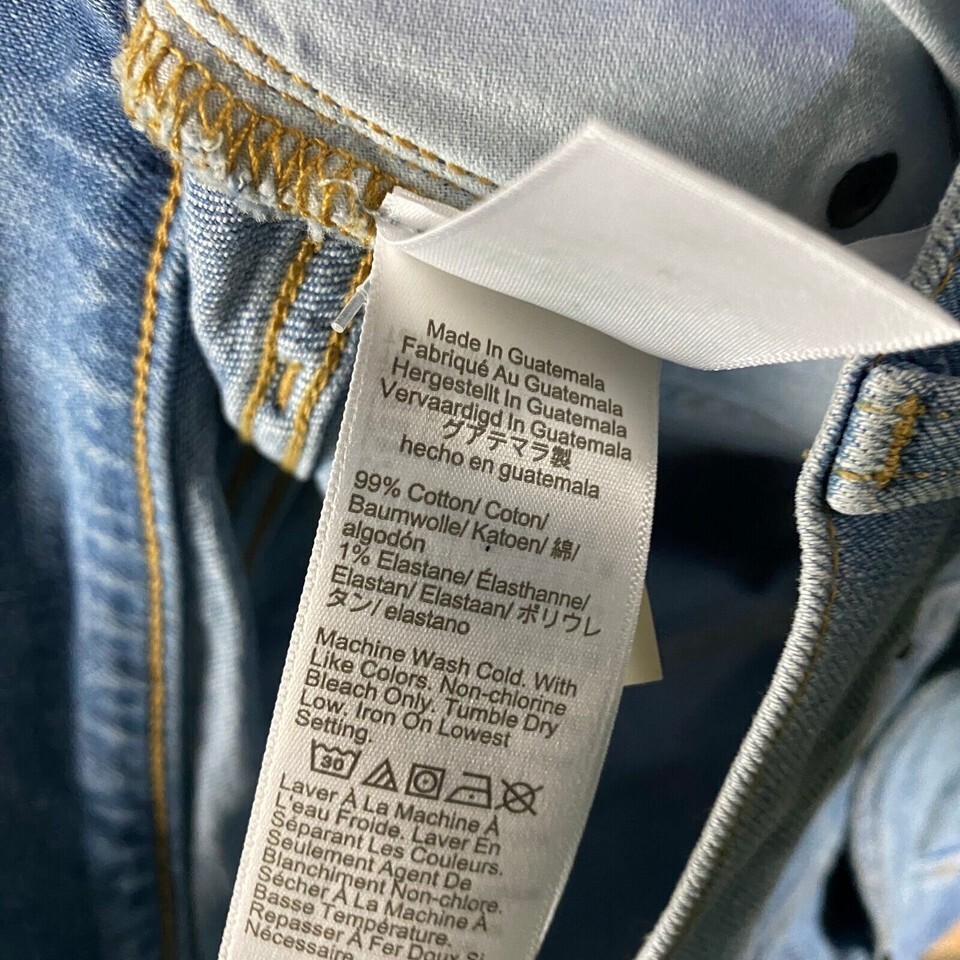 Made In Guatemala
Fabriqué Au Guatemala
Hergestellt In Guatemala
Vervaardigd In Guatemala
グアテマラ製
hecho en guatemala
99% Cotton/ Coton/
Baumwolle/ Katoen/ 綿/
algodón
1% Elastane/ Élasthanne/
Elastan/ Elastaan/ ポリウレ
タン/ elastano
Machine Wash Cold. With
Like Colors. Non-chlorine
Bleach Only. Tumble Dry
Low. Iron On Lowest
Setting.
30
Laver À La Machine À
L'eau Froide. Laver En
Séparant Les Couleurs.
Seulement Agent De
Blanchiment Non-chlore.
Sécher À La Machine À
Basse Température.
Repasser À Fer Doux Si
Nécessaire.